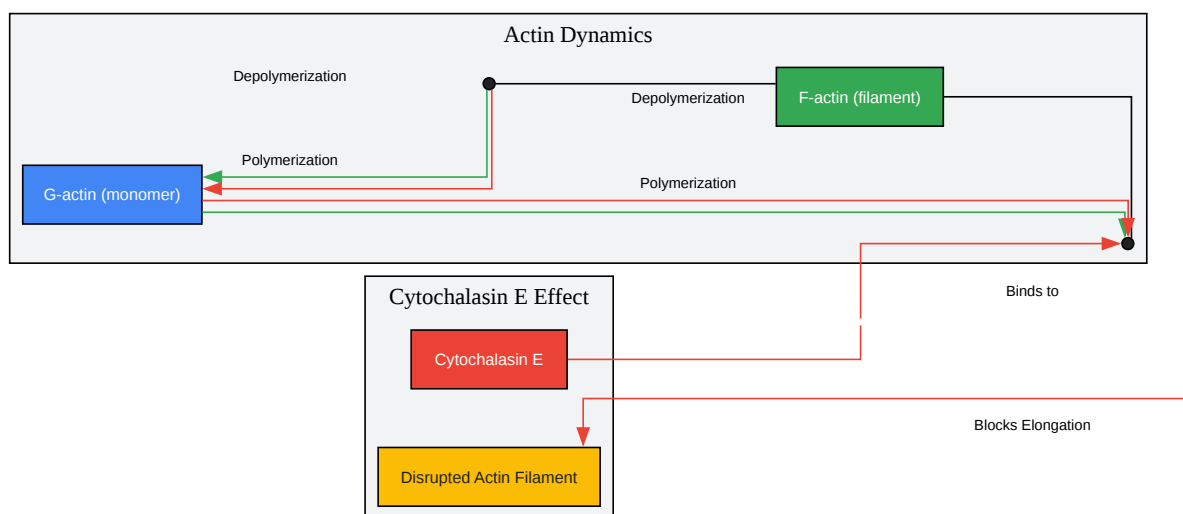 Actin Dynamics
Depolymerization
Depolymerization
F-actin (filament)
Polymerization
G-actin (monomer)
Polymerization
Cytochalasin E Effect
Binds to
Cytochalasin E
Blocks Elongation
Disrupted Actin Filament